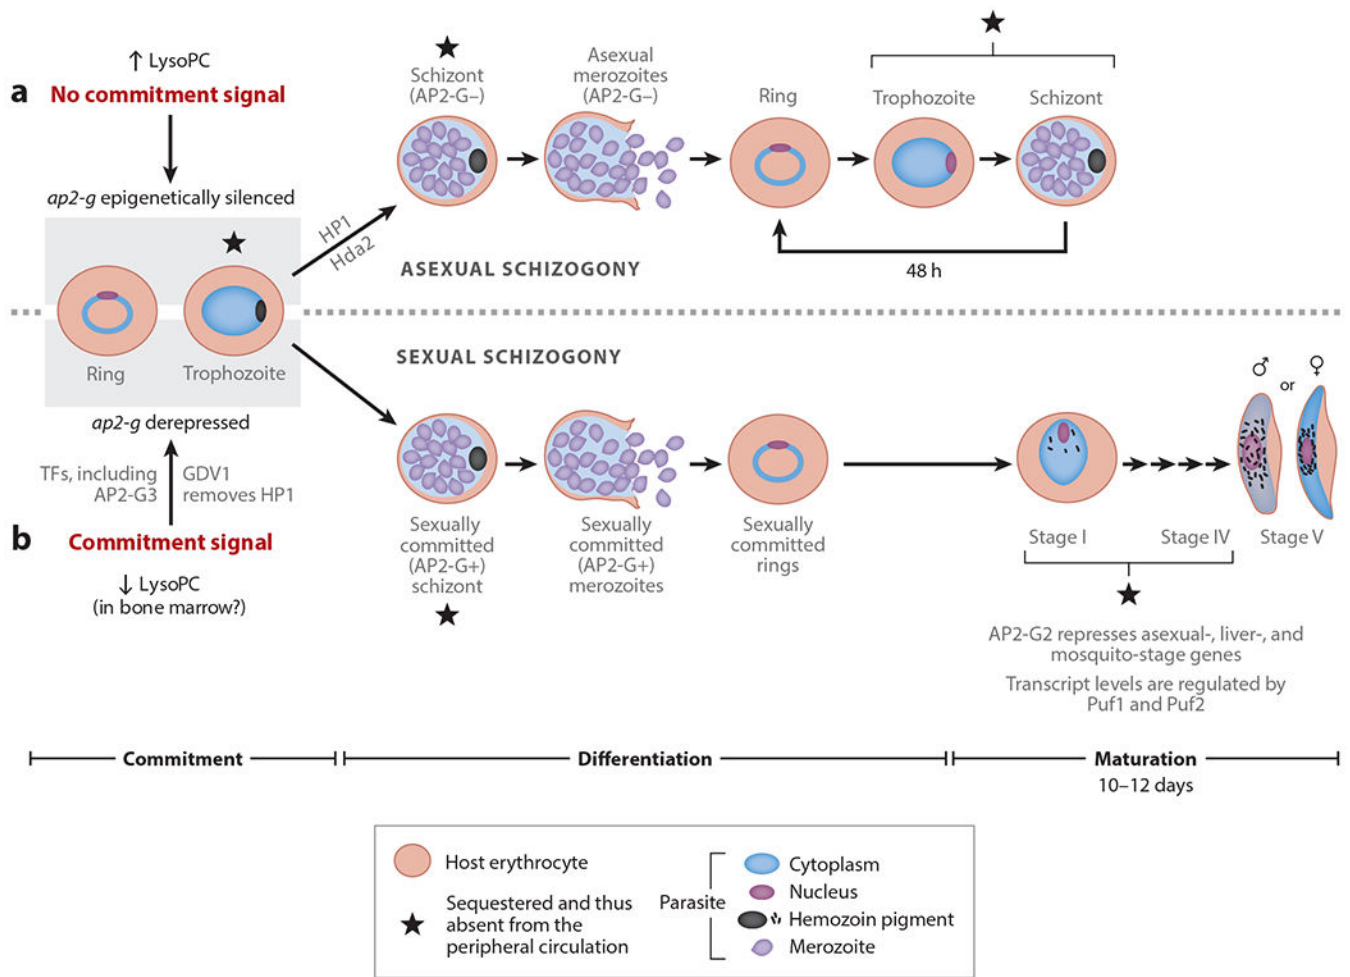 ↑ LysoPC
a No commitment signal
ap2-g epigenetically silenced
Ring
Trophozoite
ap2-g derepressed
TFs, including
AP2-G3
GDV1
removes HP1
b Commitment signal
↓ LysoPC
(in bone marrow?)
HP1
Hda2
Schizont
(AP2-G–)
Asexual
merozoites
(AP2-G–)
Ring
Trophozoite
Schizont
48 h
ASEXUAL SCHIZOGONY
SEXUAL SCHIZOGONY
Sexually
committed
(AP2-G+)
schizont
Sexually
committed
(AP2-G+)
merozoites
Sexually
committed
rings
♂ or ♀
Stage I
Stage IV
Stage V
AP2-G2 represses asexual-, liver-, and
mosquito-stage genes
Transcript levels are regulated by
Puf1 and Puf2
Commitment
Differentiation
Maturation
10–12 days
Host erythrocyte
Sequestered and thus
absent from the
peripheral circulation
Parasite
Cytoplasm
Nucleus
Hemozoin pigment
Merozoite